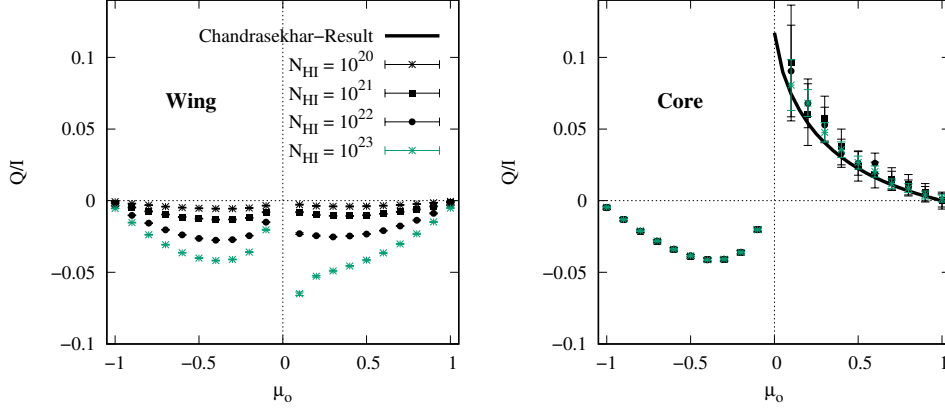 Chandrasekhar−Result
N_HI = 10^20
N_HI = 10^21
N_HI = 10^22
N_HI = 10^23
Wing
Q/I
0.1
0.05
0
−0.05
−0.1
−1
−0.5
0
0.5
1
μ_o
Core
Q/I
0.1
0.05
0
−0.05
−0.1
−1
−0.5
0
0.5
1
μ_o